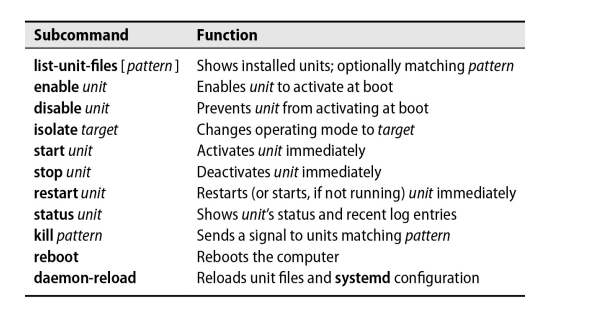 Subcommand Function
list-unit-files [pattern] Shows installed units; optionally matching pattern
enable unit Enables unit to activate at boot
disable unit Prevents unit from activating at boot
isolate target Changes operating mode to target
start unit Activates unit immediately
stop unit Deactivates unit immediately
restart unit Restarts (or starts, if not running) unit immediately
status unit Shows unit’s status and recent log entries
kill pattern Sends a signal to units matching pattern
reboot Reboots the computer
daemon-reload Reloads unit files and systemd configuration